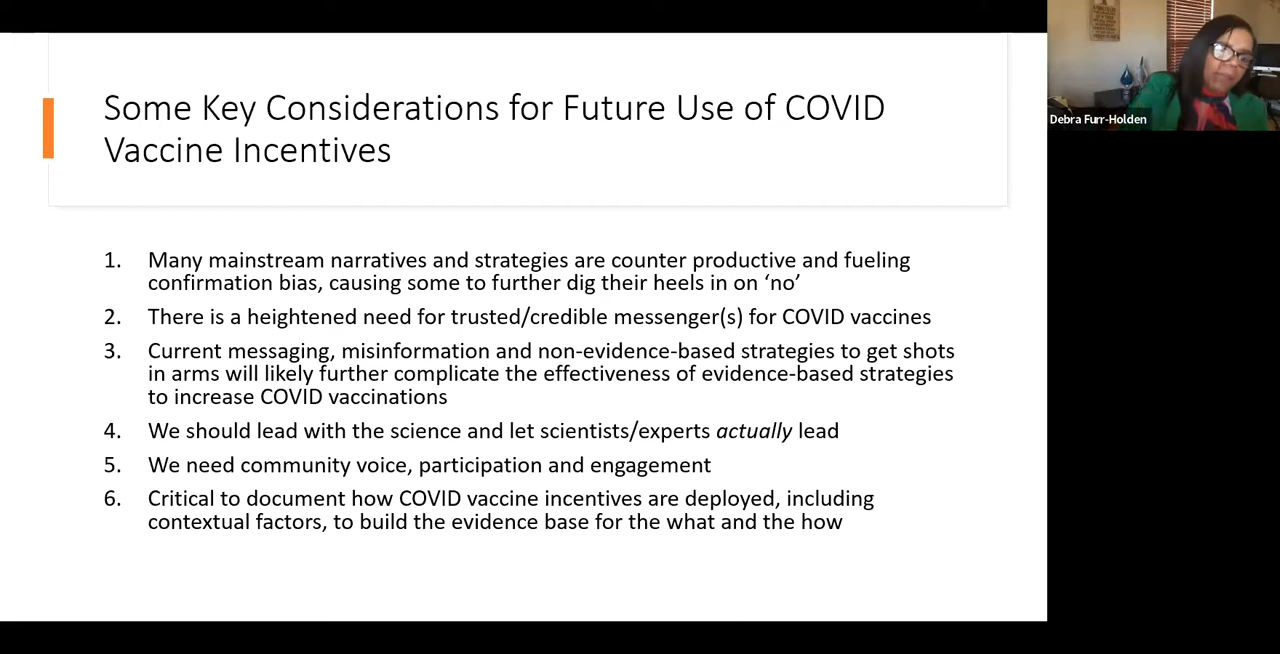 Some Key Considerations for Future Use of COVID
Vaccine Incentives
1. Many mainstream narratives and strategies are counter productive and fueling
confirmation bias, causing some to further dig their heels in on ‘no’
2. There is a heightened need for trusted/credible messenger(s) for COVID vaccines
3. Current messaging, misinformation and non-evidence-based strategies to get shots
in arms will likely further complicate the effectiveness of evidence-based strategies
to increase COVID vaccinations
4. We should lead with the science and let scientists/experts actually lead
5. We need community voice, participation and engagement
6. Critical to document how COVID vaccine incentives are deployed, including
contextual factors, to build the evidence base for the what and the how
Debra Furr-Holden